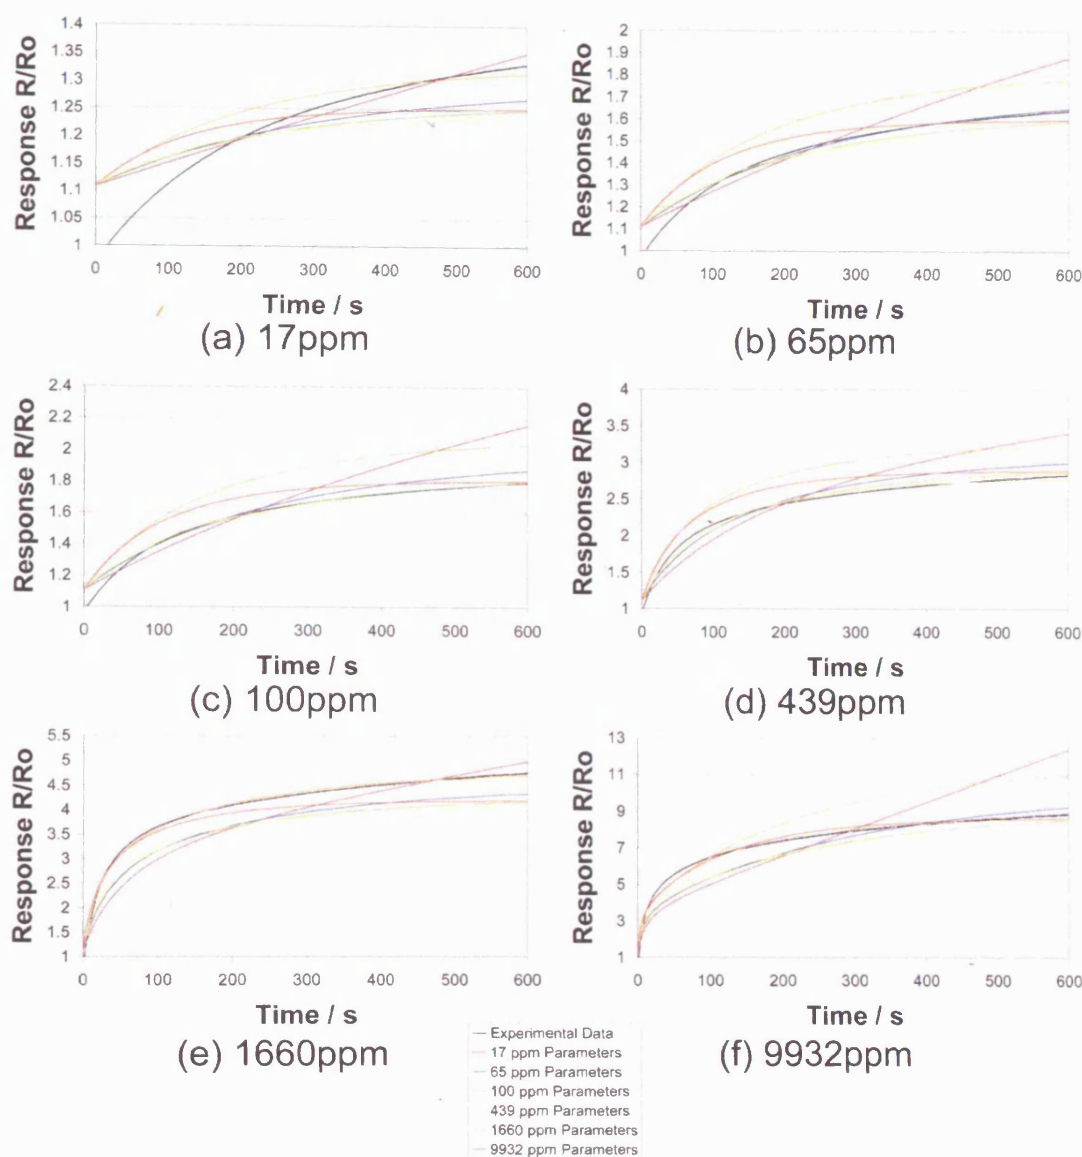 Response R/Ro
1.4
1.35
1.3
1.25
1.2
1.15
1.1
1.05
1
0 100 200 300 400 500 600
Time / s
(a) 17ppm
Response R/Ro
2
1.9
1.8
1.7
1.6
1.5
1.4
1.3
1.2
1.1
1
0 100 200 300 400 500 600
Time / s
(b) 65ppm
Response R/Ro
2.4
2.2
2
1.8
1.6
1.4
1.2
1
0 100 200 300 400 500 600
Time / s
(c) 100ppm
Response R/Ro
4
3.5
3
2.5
2
1.5
1
0 100 200 300 400 500 600
Time / s
(d) 439ppm
Response R/Ro
5.5
5
4.5
4
3.5
3
2.5
2
1.5
1
0 100 200 300 400 500 600
Time / s
(e) 1660ppm
Response R/Ro
13
11
9
7
5
3
1
0 100 200 300 400 500 600
Time / s
(f) 9932ppm
Experimental Data
17 ppm Parameters
65 ppm Parameters
100 ppm Parameters
439 ppm Parameters
1660 ppm Parameters
9932 ppm Parameters